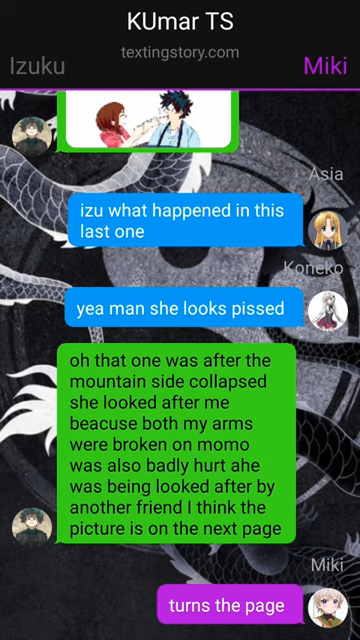 KUmar TS
textingstory.com
Izuku
Miki
Asia
izu what happened in this
last one
Koneko
yea man she looks pissed
oh that one was after the
mountain side collapsed
she looked after me
beacuse both my arms
were broken on momo
was also badly hurt ahe
was being looked after by
another friend I think the
picture is on the next page
Miki
turns the page